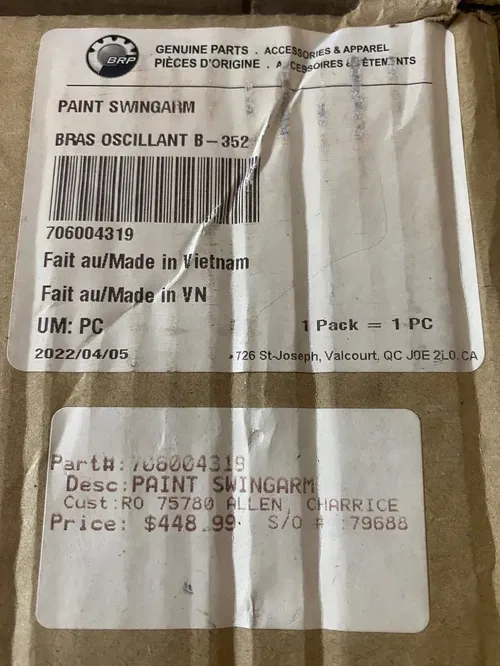 BRP
GENUINE PARTS . ACCESSORIES & APPAREL
PIÈCES D'ORIGINE . ACCESSOIRES & VÊTEMENTS
PAINT SWINGARM
BRAS OSCILLANT B-352
706004319
Fait au/Made in Vietnam
Fait au/Made in VN
UM: PC 1 Pack = 1 PC
2022/04/05 726 St-Joseph, Valcourt, QC J0E 2L0, CA
Part#:706004319
Desc:PAINT SWINGARM
Cust:RO 75780 ALLEN, CHARRICE
Price: $448.99 S/O # :79688